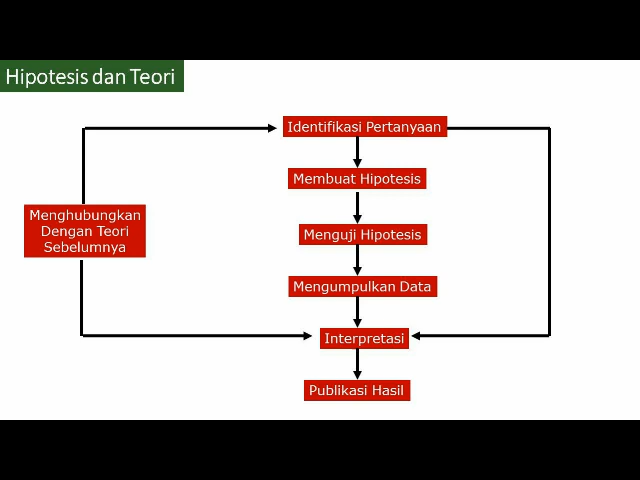 Hipotesis dan Teori
Identifikasi Pertanyaan
Membuat Hipotesis
Menghubungkan
Dengan Teori
Sebelumnya
Menguji Hipotesis
Mengumpulkan Data
Interpretasi
Publikasi Hasil